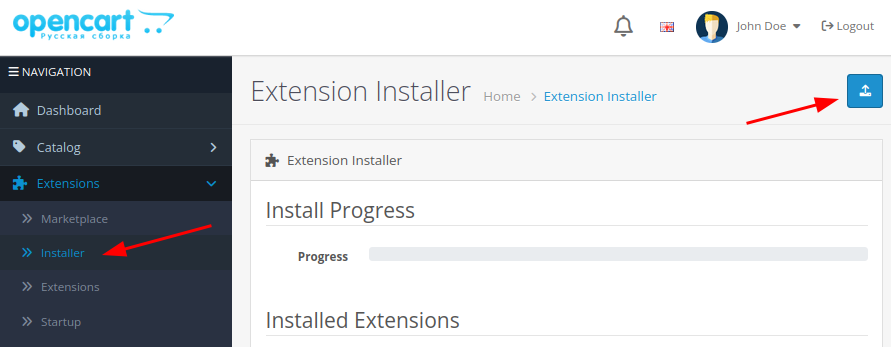 opencart
Русская сборка
John Doe
Logout
NAVIGATION
Dashboard
Catalog
Extensions
Marketplace
Installer
Extensions
Startup
Extension Installer
Home
Extension Installer
Extension Installer
Install Progress
Progress
Installed Extensions